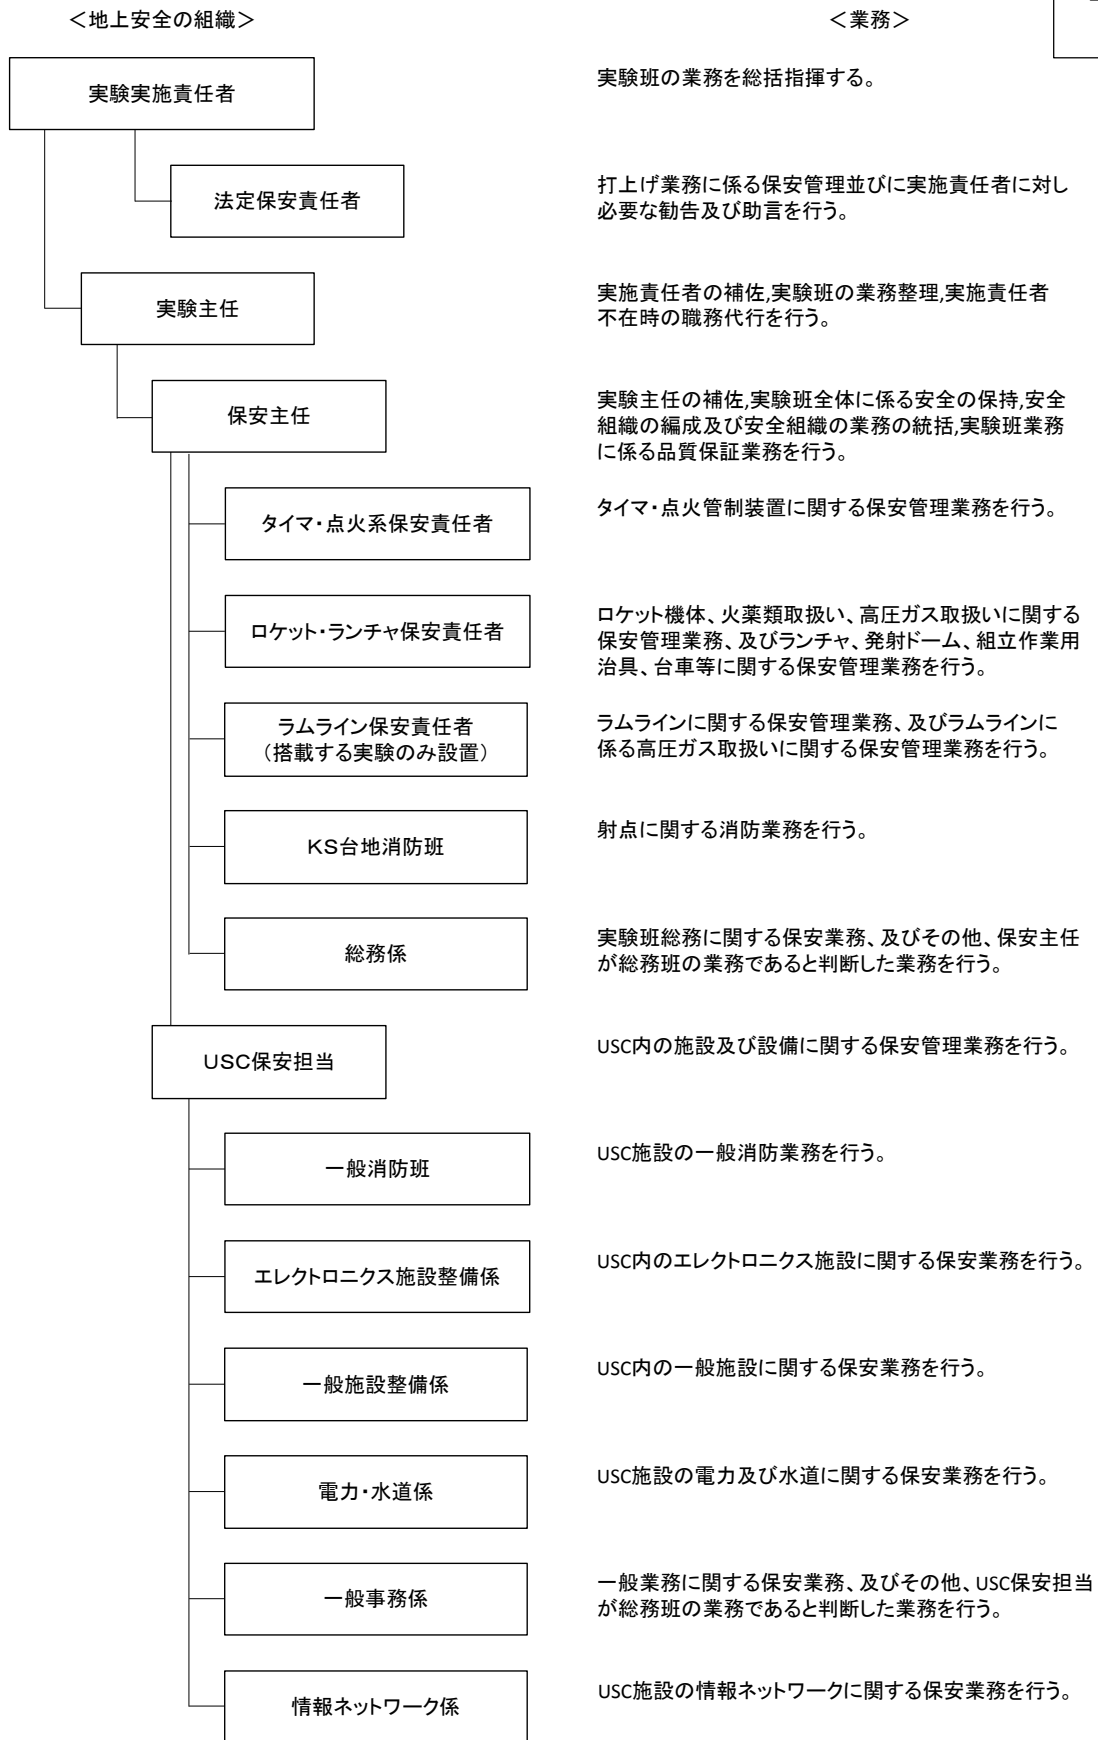 ＜地上安全の組織＞
＜業務＞
実験実施責任者
実験班の業務を総括指揮する。
法定保安責任者
打上げ業務に係る保安管理並びに実施責任者に対し
必要な勧告及び助言を行う。
実験主任
実施責任者の補佐,実験班の業務整理,実施責任者
不在時の職務代行を行う。
保安主任
実験主任の補佐,実験班全体に係る安全の保持,安全
組織の編成及び安全組織の業務の統括,実験班業務
に係る品質保証業務を行う。
タイマ・点火系保安責任者
タイマ・点火管制装置に関する保安管理業務を行う。
ロケット・ランチャ保安責任者
ロケット機体、火薬類取扱い、高圧ガス取扱いに関する
保安管理業務、及びランチャ、発射ドーム、組立作業用
治具、台車等に関する保安管理業務を行う。
ラムライン保安責任者
（搭載する実験のみ設置）
ラムラインに関する保安管理業務、及びラムラインに
係る高圧ガス取扱いに関する保安管理業務を行う。
ＫＳ台地消防班
射点に関する消防業務を行う。
総務係
実験班総務に関する保安業務、及びその他、保安主任
が総務班の業務であると判断した業務を行う。
ＵＳＣ保安担当
USC内の施設及び設備に関する保安管理業務を行う。
一般消防班
USC施設の一般消防業務を行う。
エレクトロニクス施設整備係
USC内のエレクトロニクス施設に関する保安業務を行う。
一般施設整備係
USC内の一般施設に関する保安業務を行う。
電力・水道係
USC施設の電力及び水道に関する保安業務を行う。
一般事務係
一般業務に関する保安業務、及びその他、USC保安担当
が総務班の業務であると判断した業務を行う。
情報ネットワーク係
USC施設の情報ネットワークに関する保安業務を行う。